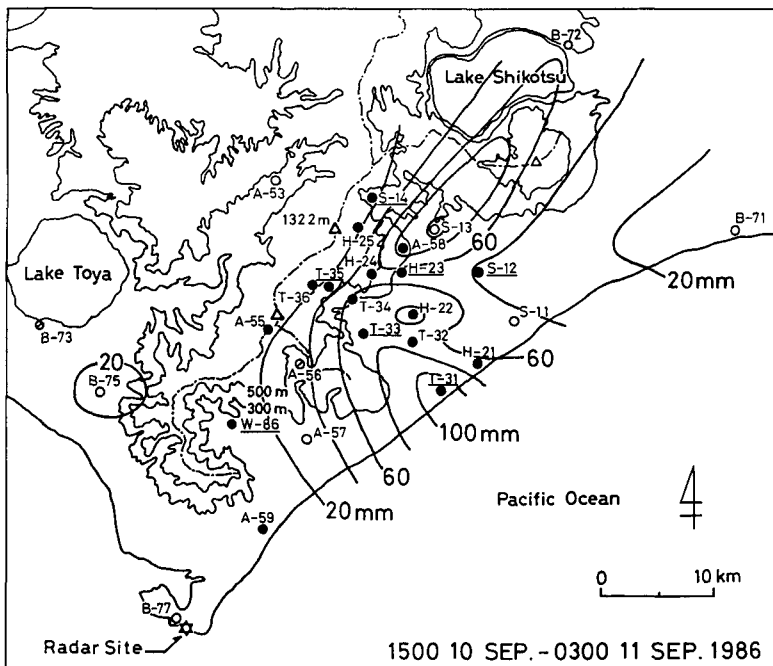 B-72
Lake Shikotsu
A-53
S-14
1322 m
S-13
H-25
A-58
60
B-71
Lake Toya
H-24
H-23
S-12
T-35
20mm
T-36
T-34
H-22
S-11
A-55
T-33
T-32
B-73
H-21
60
20
A-56
B-75
500 m
T-31
300 m
100mm
W-86
A-57
60
Pacific Ocean
20mm
A-59
0 10 km
B-77
Radar Site
1500 10 SEP. - 0300 11 SEP. 1986